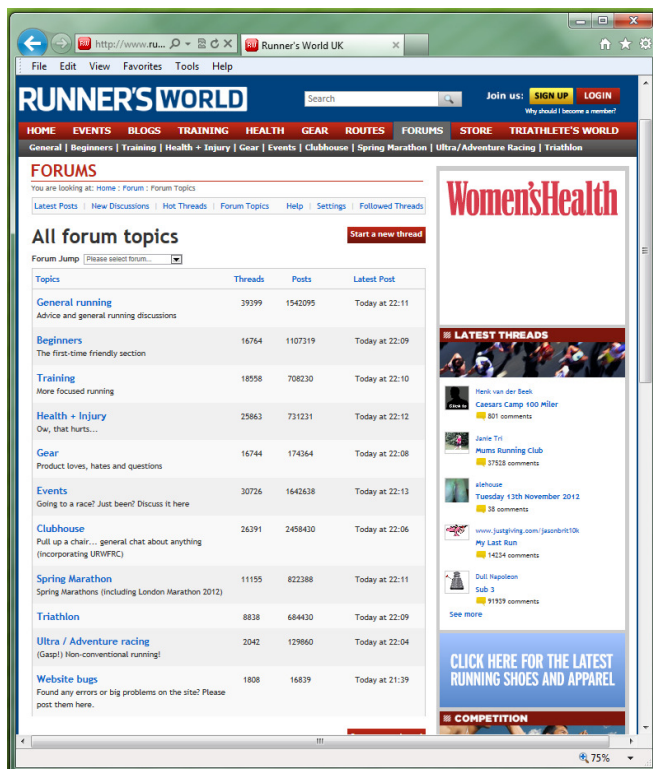 http://www.ru...
Runner's World UK
File Edit View Favorites Tools Help
RUNNER'S WORLD
Search
Join us: SIGN UP LOGIN
Why should I become a member?
HOME EVENTS BLOGS TRAINING HEALTH GEAR ROUTES FORUMS STORE TRIATHLETE'S WORLD
General | Beginners | Training | Health + Injury | Gear | Events | Clubhouse | Spring Marathon | Ultra/Adventure Racing | Triathlon
FORUMS
You are looking at: Home : Forum : Forum Topics
Latest Posts | New Discussions | Hot Threads | Forum Topics Help | Settings | Followed Threads
All forum topics
Start a new thread
Forum Jump Please select forum...
Topics Threads Posts Latest Post
General running 39399 1542095 Today at 22:11
Advice and general running discussions
Beginners 16764 1107319 Today at 22:09
The first-time friendly section
Training 18558 708230 Today at 22:10
More focused running
Health + Injury 25863 731231 Today at 22:12
Ow, that hurts...
Gear 16744 174364 Today at 22:08
Product loves, hates and questions
Events 30726 1642638 Today at 22:13
Going to a race? Just been? Discuss it here
Clubhouse 26391 2458430 Today at 22:06
Pull up a chair... general chat about anything
(incorporating URWFRC)
Spring Marathon 11155 822388 Today at 22:11
Spring Marathons (including London Marathon 2012)
Triathlon 8838 684430 Today at 22:09
Ultra / Adventure racing 2042 129860 Today at 22:04
(Gasp!) Non-conventional running!
Website bugs 1808 16839 Today at 21:39
Found any errors or big problems on the site? Please
post them here.
Women'sHealth
LATEST THREADS
Henk van der Beek
Caesars Camp 100 Miler
801 comments
Janie Tri
Mums Running Club
37528 comments
alehouse
Tuesday 13th November 2012
38 comments
www.justgiving.com/jasonbrit10k
My Last Run
14234 comments
Dull Napoleon
Sub 3
91939 comments
See more
CLICK HERE FOR THE LATEST
RUNNING SHOES AND APPAREL
COMPETITION
75%